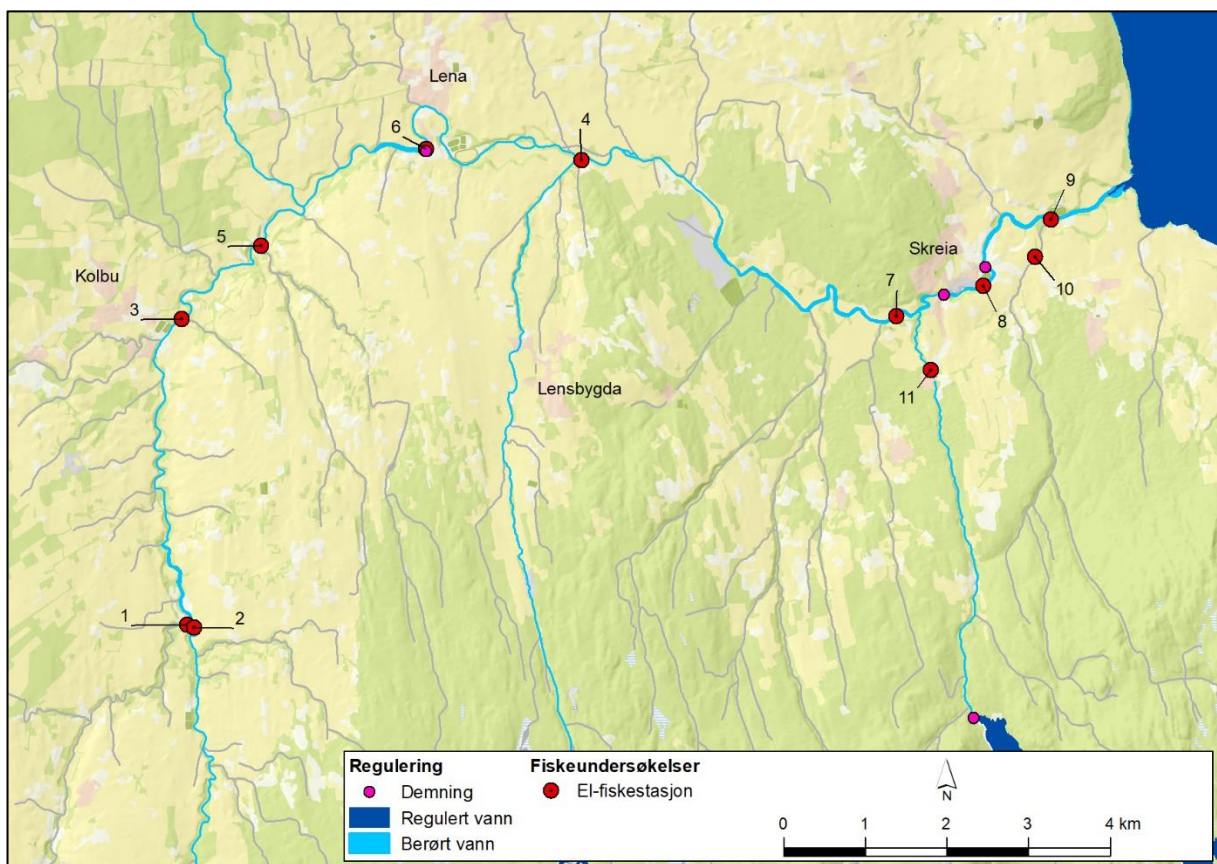 Lena
6
4
9
5
Skreia
Kolbu
10
3
7
8
Lensbygda
11
1
2
Regulering
Fiskeundersøkelser
Demning
El-fiskestasjon
Regulert vann
N
Berørt vann
0 1 2 3 4 km